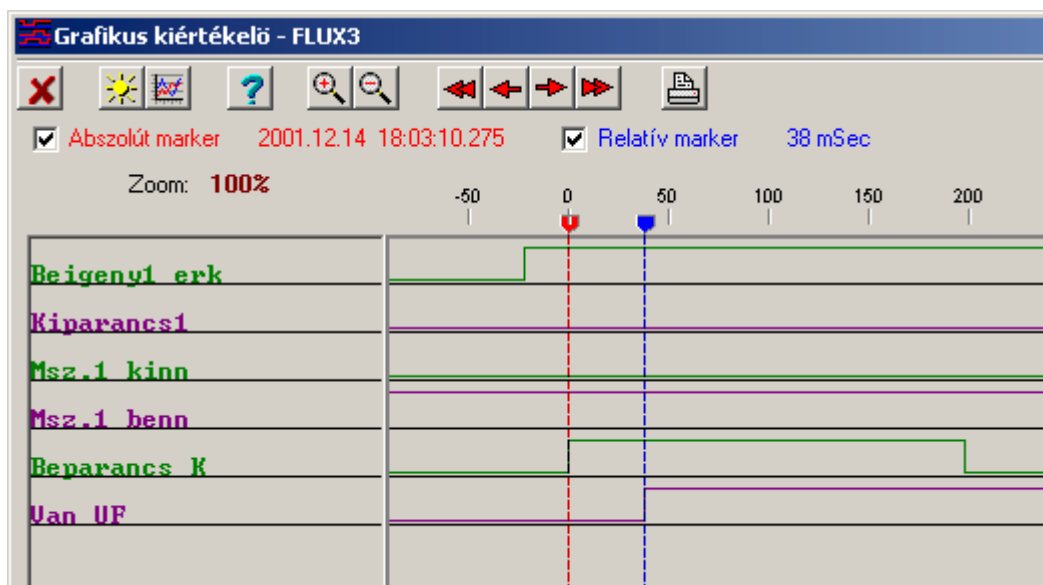 Grafikus kiértékelö - FLUX3
Abszolút marker 2001.12.14 18:03:10.275 Relatív marker 38 mSec
Zoom: 100%
-50 0 50 100 150 200
Beigeny1 erk
Kiparancs1
Msz.1 kinn
Msz.1 benn
Beparancs K
Van UF